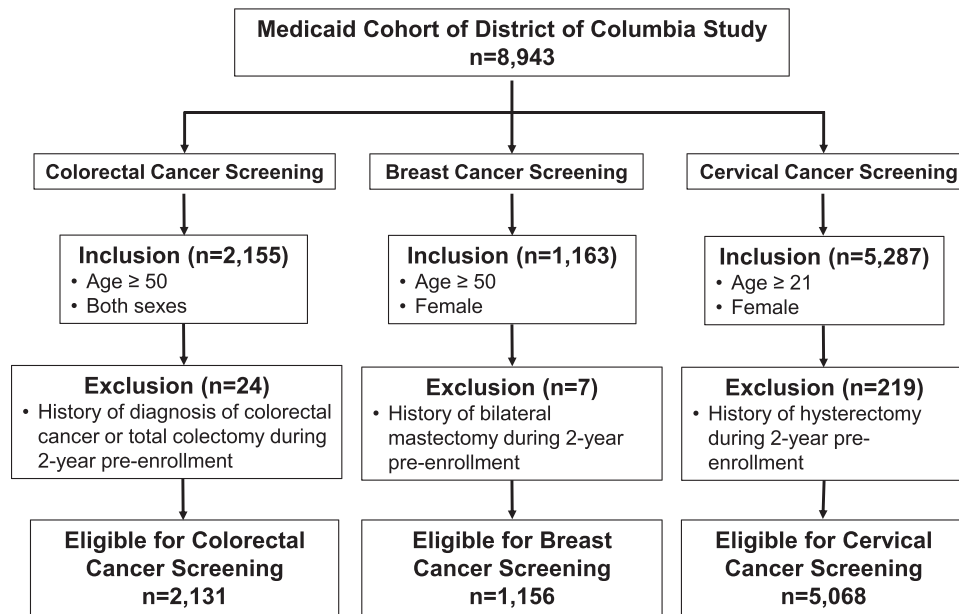 Medicaid Cohort of District of Columbia Study
n=8,943
Colorectal Cancer Screening
Breast Cancer Screening
Cervical Cancer Screening
Inclusion (n=2,155)
• Age ≥ 50
• Both sexes
Inclusion (n=1,163)
• Age ≥ 50
• Female
Inclusion (n=5,287)
• Age ≥ 21
• Female
Exclusion (n=24)
• History of diagnosis of colorectal
cancer or total colectomy during
2-year pre-enrollment
Exclusion (n=7)
• History of bilateral
mastectomy during 2-year
pre-enrollment
Exclusion (n=219)
• History of hysterectomy
during 2-year pre-
enrollment
Eligible for Colorectal
Cancer Screening
n=2,131
Eligible for Breast
Cancer Screening
n=1,156
Eligible for Cervical
Cancer Screening
n=5,068